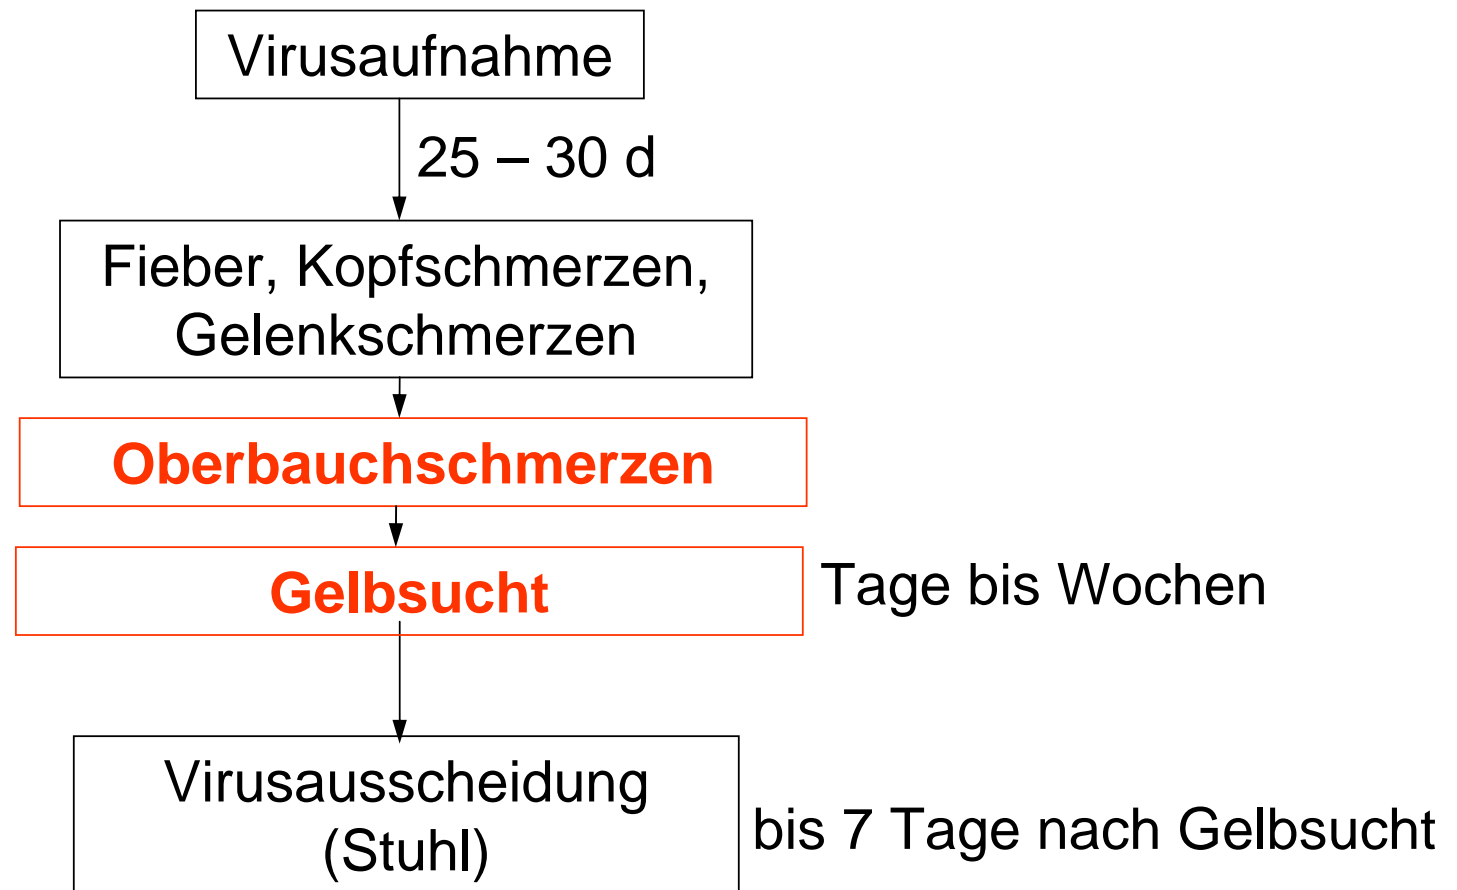 Virusaufnahme
25 – 30 d
Fieber, Kopfschmerzen,
Gelenkschmerzen
Oberbauchschmerzen
Gelbsucht
Tage bis Wochen
Virusausscheidung
(Stuhl)
bis 7 Tage nach Gelbsucht